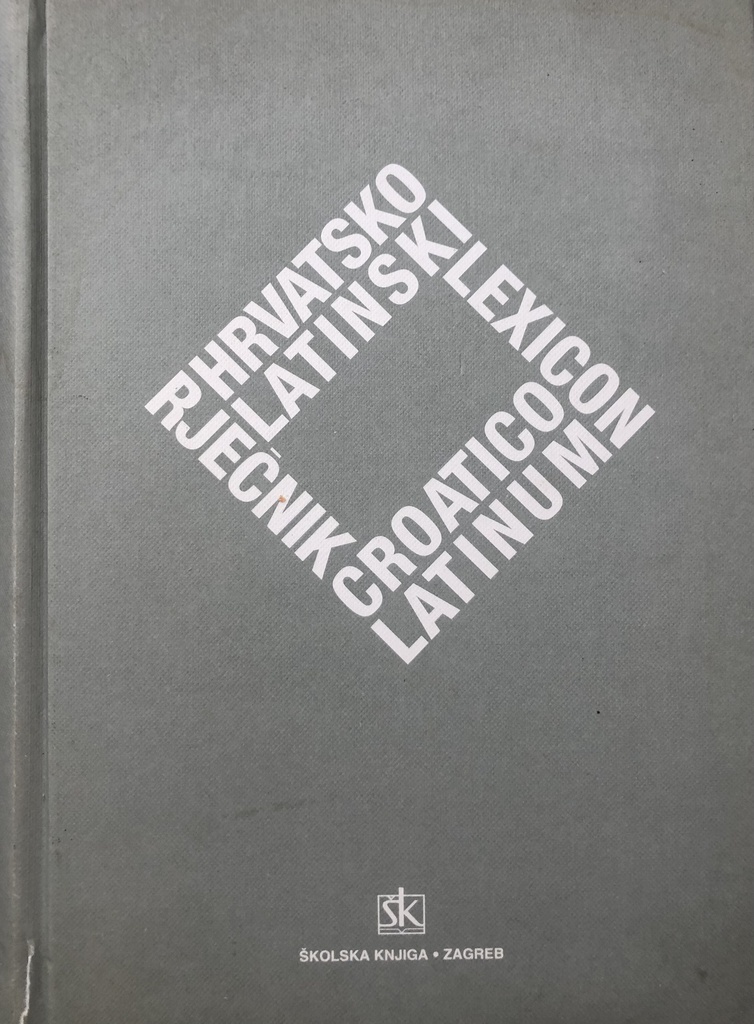 HRVATSKO
LATINSKI
RJEČNIK
LEXICON
CROATICO
LATINUM
ŠK
ŠKOLSKA KNJIGA • ZAGREB